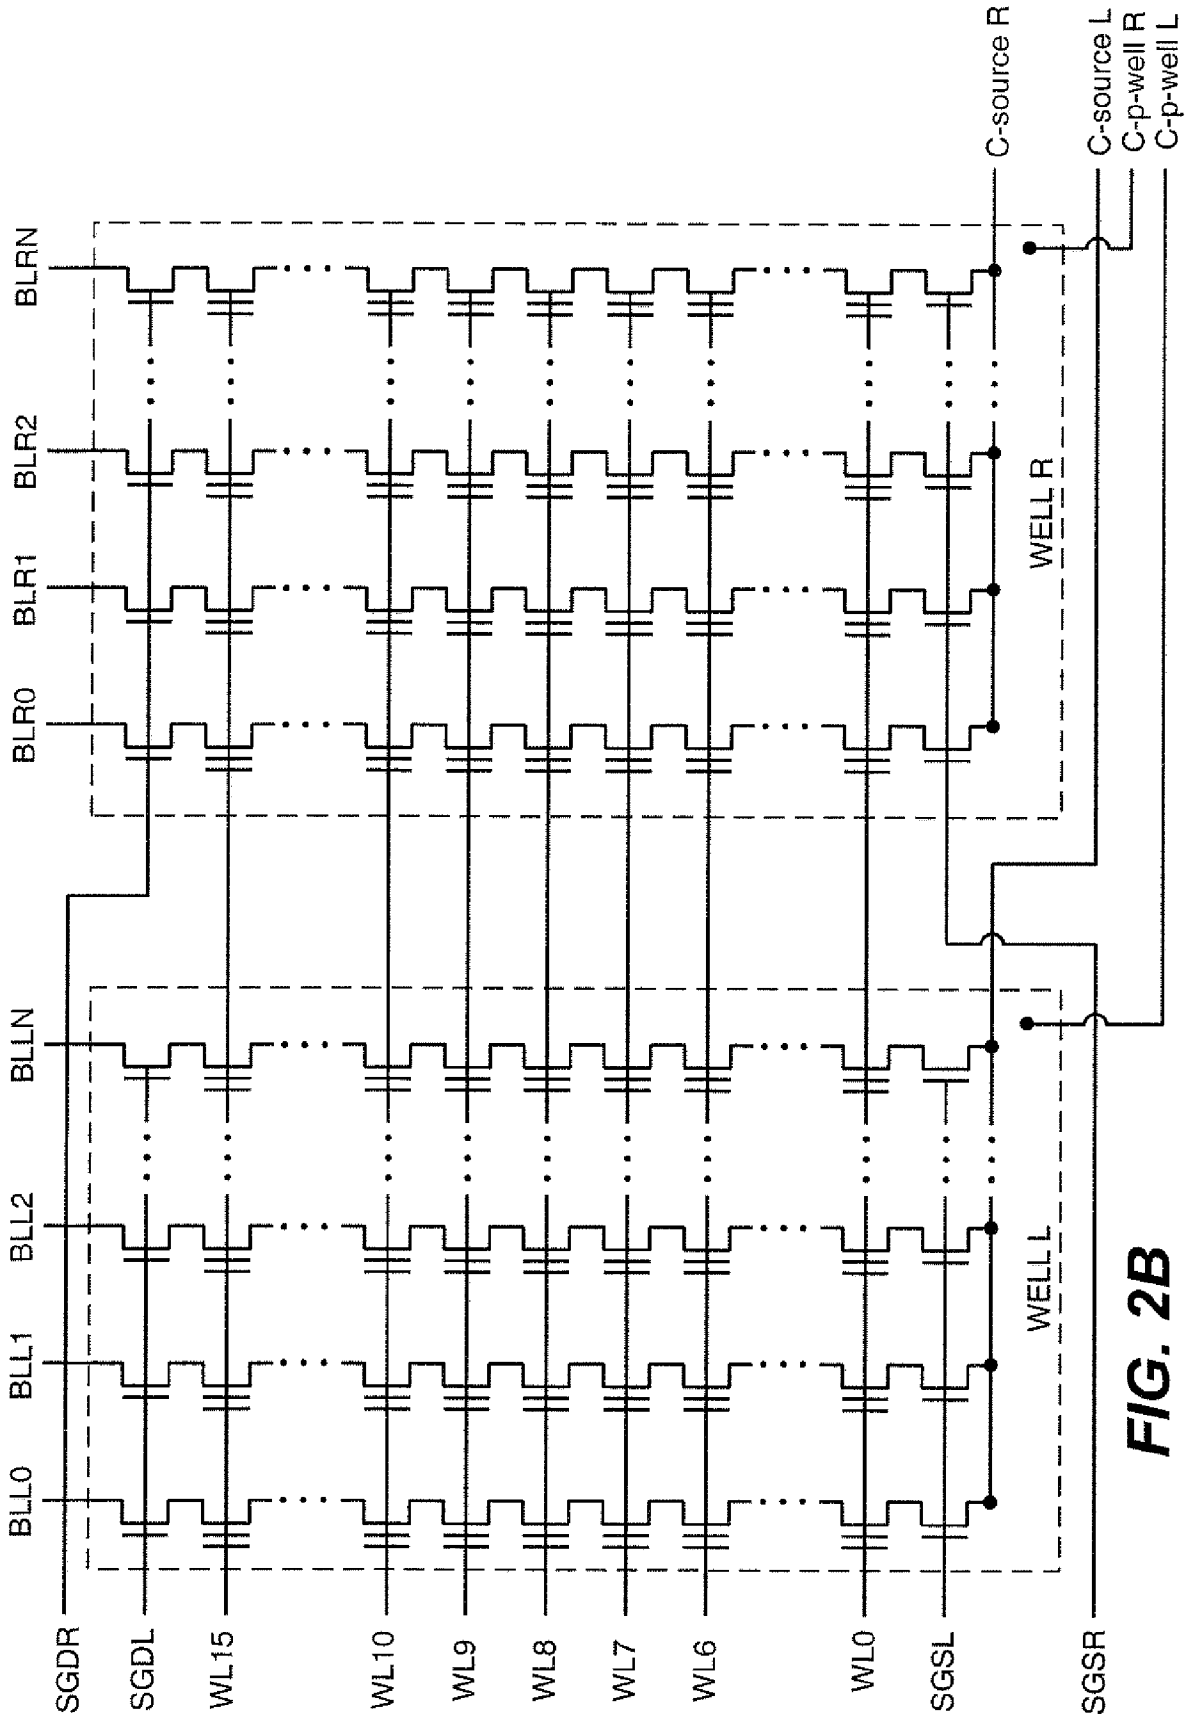 BLL0
BLL1
BLL2
BLLN
BLR0
BLR1
BLR2
BLRN
SGDR
SGDL
WL15
WL10
WL9
WL8
WL7
WL6
WL0
SGSL
SGSR
WELL L
WELL R
C-source R
C-source L
C-p-well R
C-p-well L
FIG. 2B